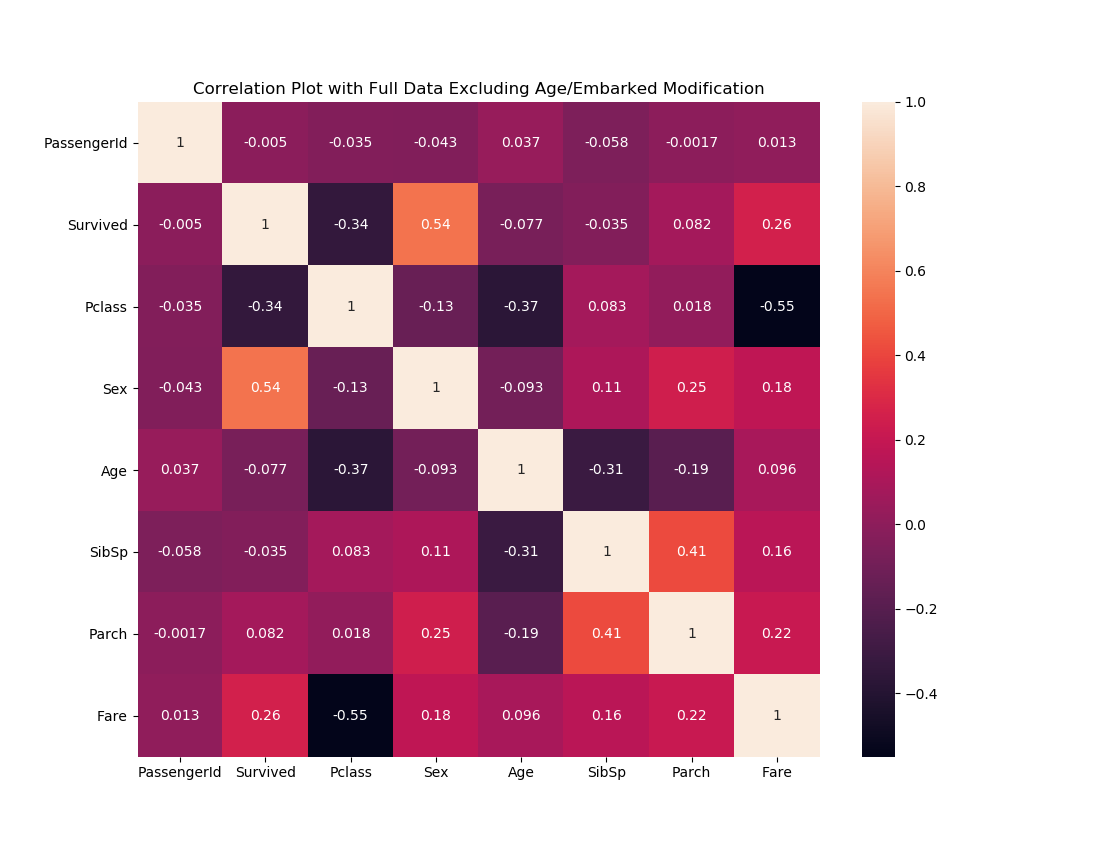 Correlation Plot with Full Data Excluding Age/Embarked Modification
PassengerId 1 -0.005 -0.035 -0.043 0.037 -0.058 -0.0017 0.013
Survived -0.005 1 -0.34 0.54 -0.077 -0.035 0.082 0.26
Pclass -0.035 -0.34 1 -0.13 -0.37 0.083 0.018 -0.55
Sex -0.043 0.54 -0.13 1 -0.093 0.11 0.25 0.18
Age 0.037 -0.077 -0.37 -0.093 1 -0.31 -0.19 0.096
SibSp -0.058 -0.035 0.083 0.11 -0.31 1 0.41 0.16
Parch -0.0017 0.082 0.018 0.25 -0.19 0.41 1 0.22
Fare 0.013 0.26 -0.55 0.18 0.096 0.16 0.22 1
PassengerId Survived Pclass Sex Age SibSp Parch Fare
1.0
0.8
0.6
0.4
0.2
0.0
−0.2
−0.4